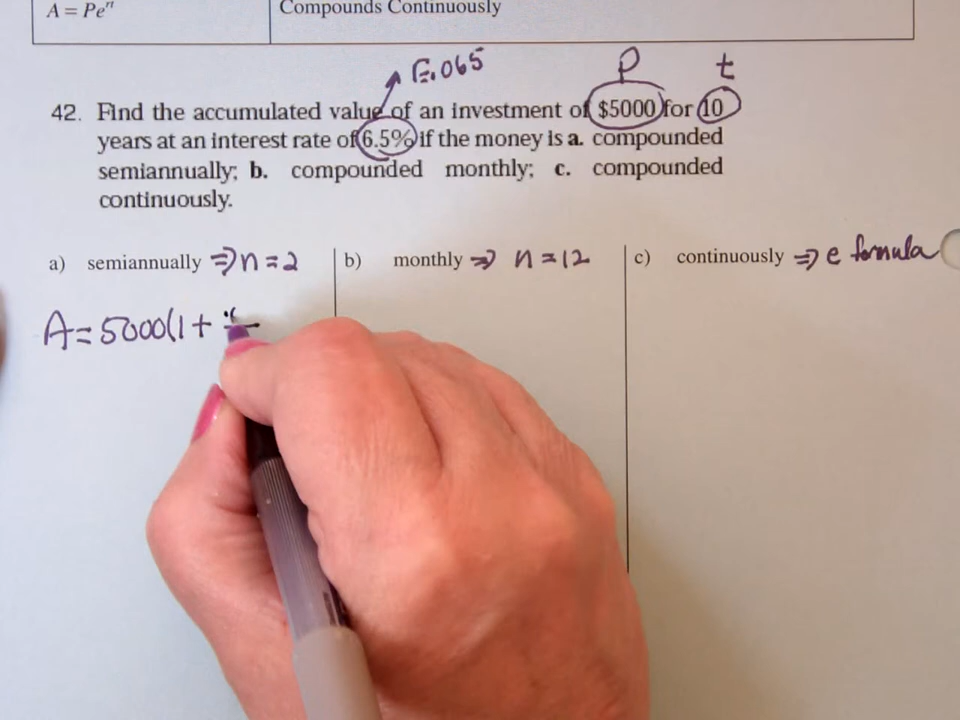 A = Pe^rt
Compounds Continuously
r=.065 P t
42. Find the accumulated value of an investment of $5000 for 10
years at an interest rate of 6.5% if the money is a. compounded
semiannually; b. compounded monthly; c. compounded
continuously.
a) semiannually ⇒ n = 2
b) monthly ⇒ n = 12
c) continuously ⇒ e formula
A = 5000(1 +